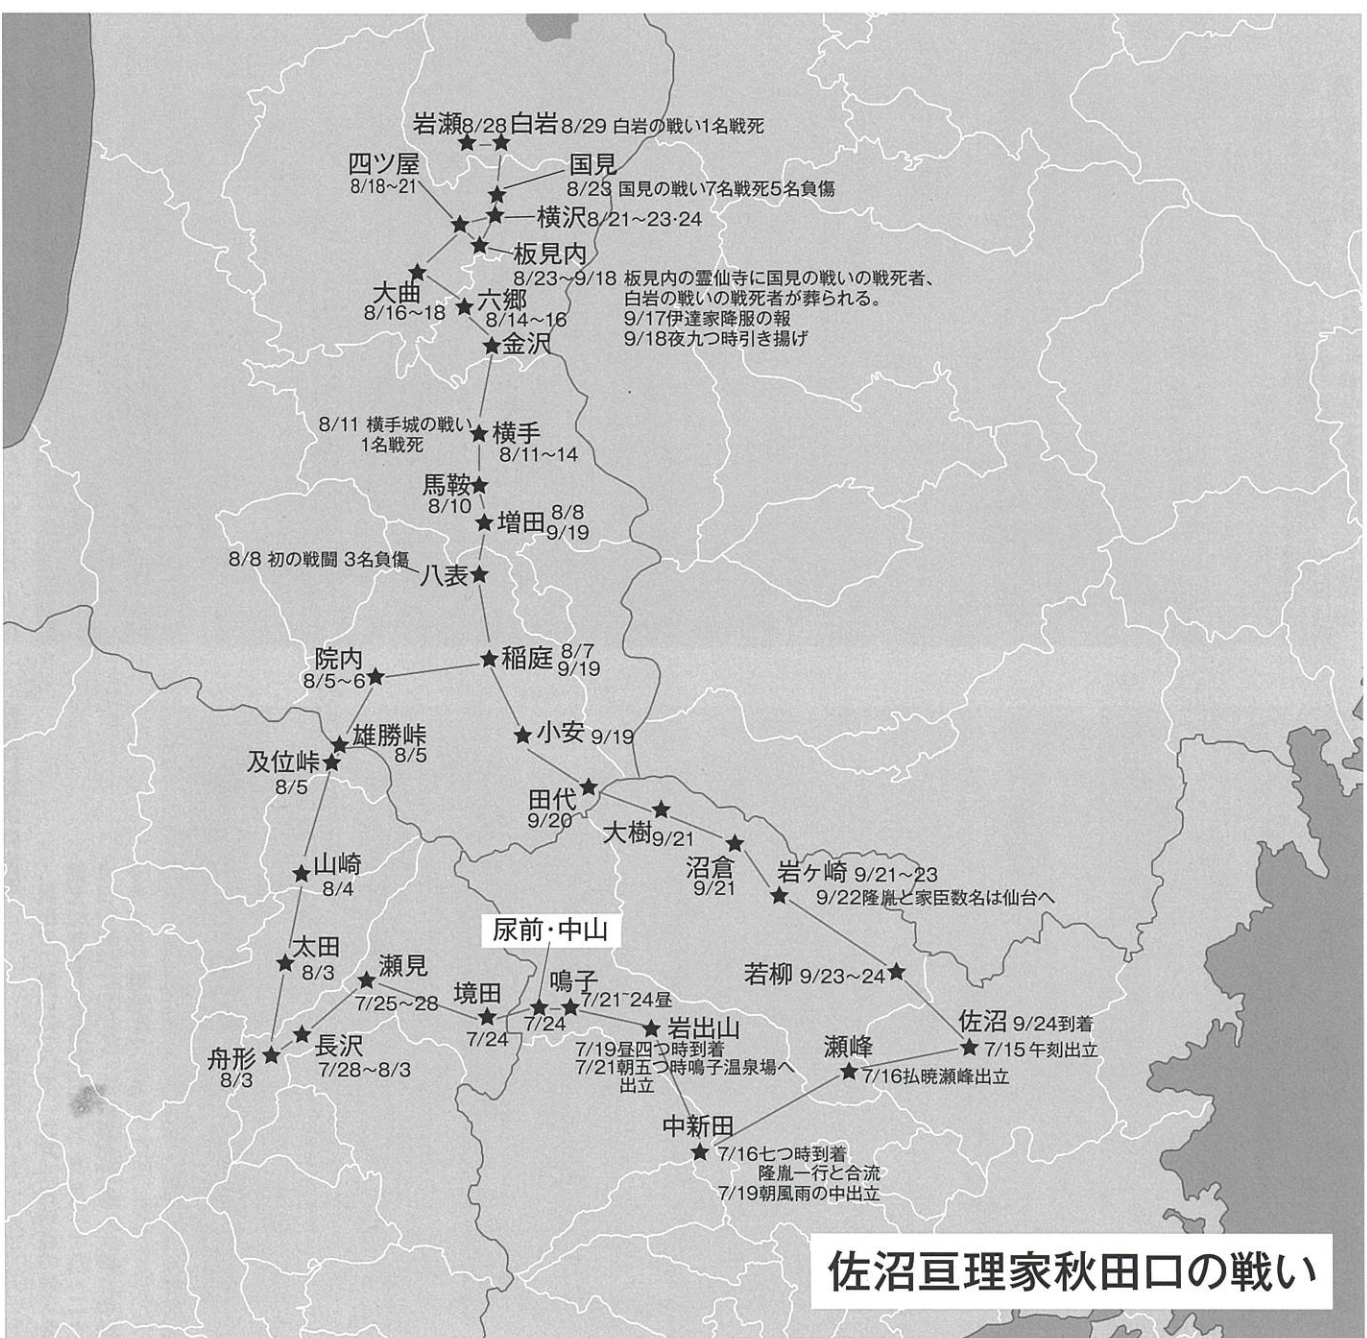 岩瀬8/28 白岩8/29 白岩の戦い1名戦死
四ツ屋
8/18~21
国見
8/23 国見の戦い7名戦死5名負傷
横沢8/21~23・24
板見内
8/23~9/18 板見内の霊仙寺に国見の戦いの戦死者、
白岩の戦いの戦死者が葬られる。
9/17伊達家降服の報
9/18夜九つ時引き揚げ
大曲
8/16~18
六郷
8/14~16
金沢
8/11 横手城の戦い
1名戦死
横手
8/11~14
馬鞍
8/10
増田 8/8
9/19
8/8 初の戦闘 3名負傷
八表
稲庭 8/7
9/19
院内
8/5~6
雄勝峠
8/5
及位峠
8/5
小安 9/19
田代
9/20
大樹9/21
沼倉
9/21
岩ヶ崎 9/21~23
9/22隆胤と家臣数名は仙台へ
山崎
8/4
尿前・中山
太田
8/3
瀬見
7/25~28
境田
7/24
7/24
鳴子
7/21~24昼
若柳 9/23~24
岩出山
7/19昼四つ時到着
7/21朝五つ時鳴子温泉場へ
出立
佐沼 9/24到着
7/15午刻出立
瀬峰
7/16払暁瀬峰出立
舟形
8/3
長沢
7/28~8/3
中新田
7/16七つ時到着
隆胤一行と合流
7/19朝風雨の中出立
佐沼亘理家秋田口の戦い